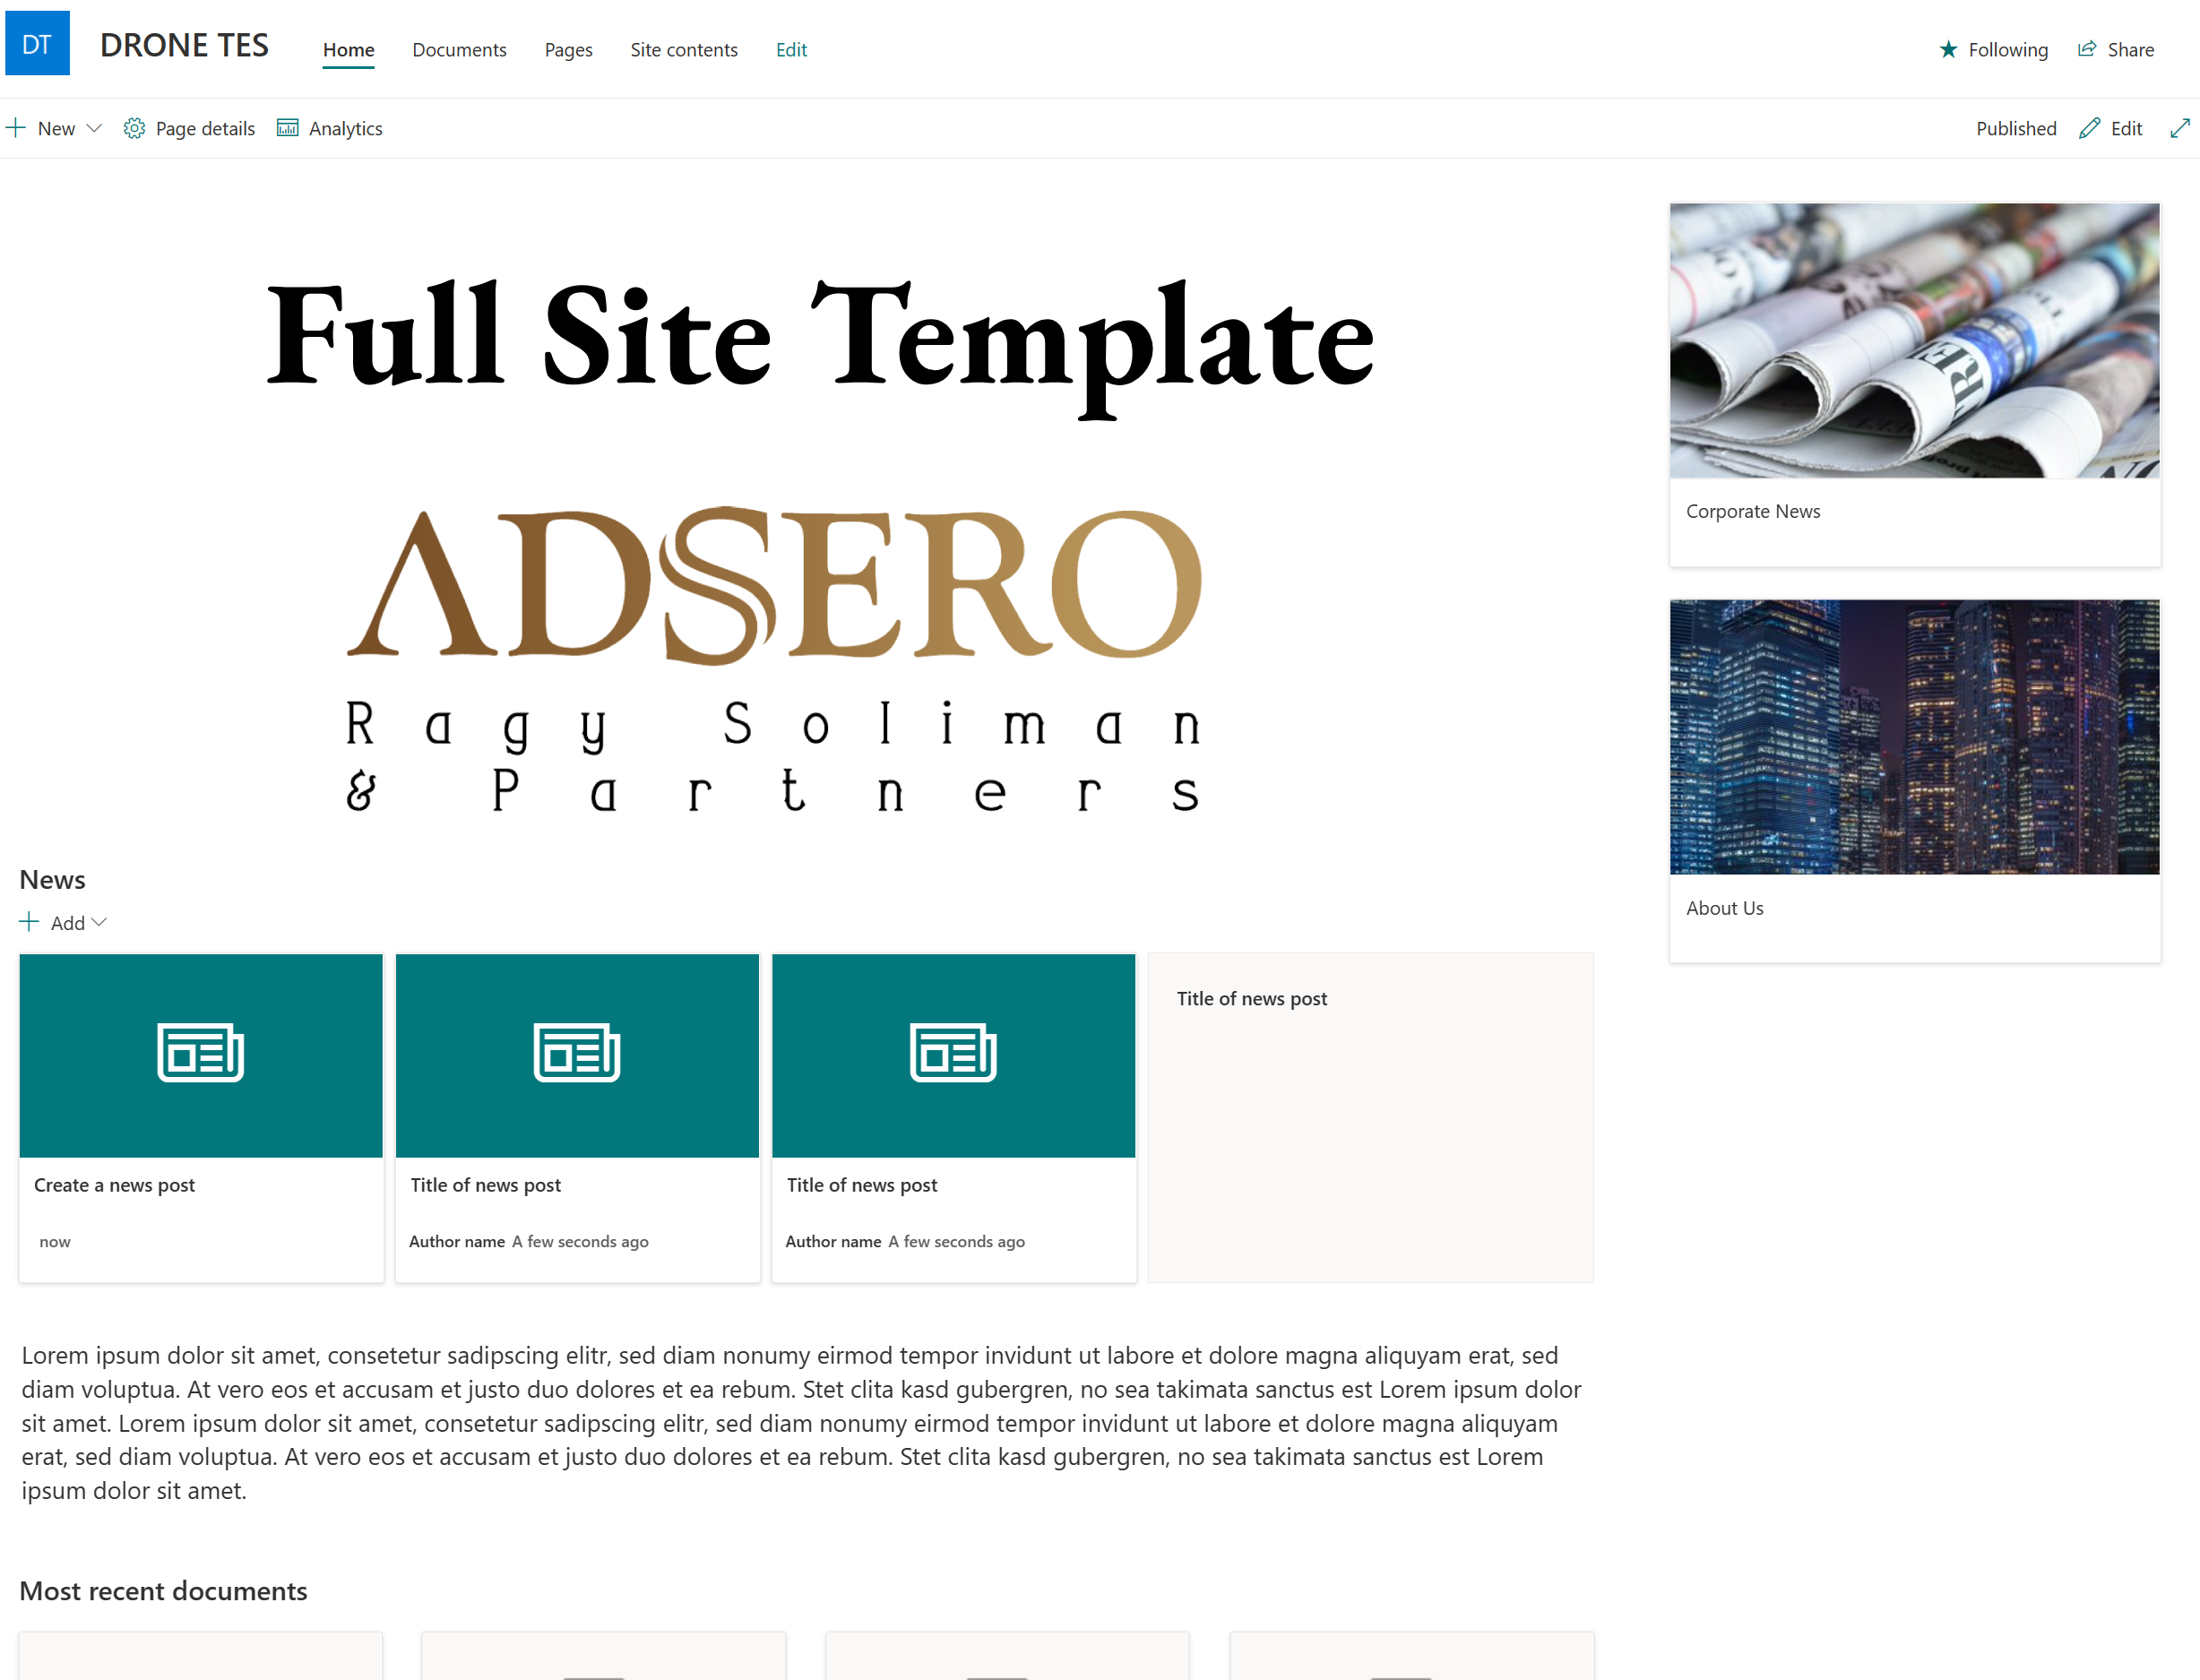 DT
DRONE TES
Home
Documents
Pages
Site contents
Edit
Following
Share
New
Page details
Analytics
Published
Edit
Full Site Template
ADSERO
Ragy Soliman
& Partners
Corporate News
About Us
News
Add
Create a news post
now
Title of news post
Author name A few seconds ago
Title of news post
Author name A few seconds ago
Title of news post
Lorem ipsum dolor sit amet, consetetur sadipscing elitr, sed diam nonumy eirmod tempor invidunt ut labore et dolore magna aliquyam erat, sed
diam voluptua. At vero eos et accusam et justo duo dolores et ea rebum. Stet clita kasd gubergren, no sea takimata sanctus est Lorem ipsum dolor
sit amet. Lorem ipsum dolor sit amet, consetetur sadipscing elitr, sed diam nonumy eirmod tempor invidunt ut labore et dolore magna aliquyam
erat, sed diam voluptua. At vero eos et accusam et justo duo dolores et ea rebum. Stet clita kasd gubergren, no sea takimata sanctus est Lorem
ipsum dolor sit amet.
Most recent documents